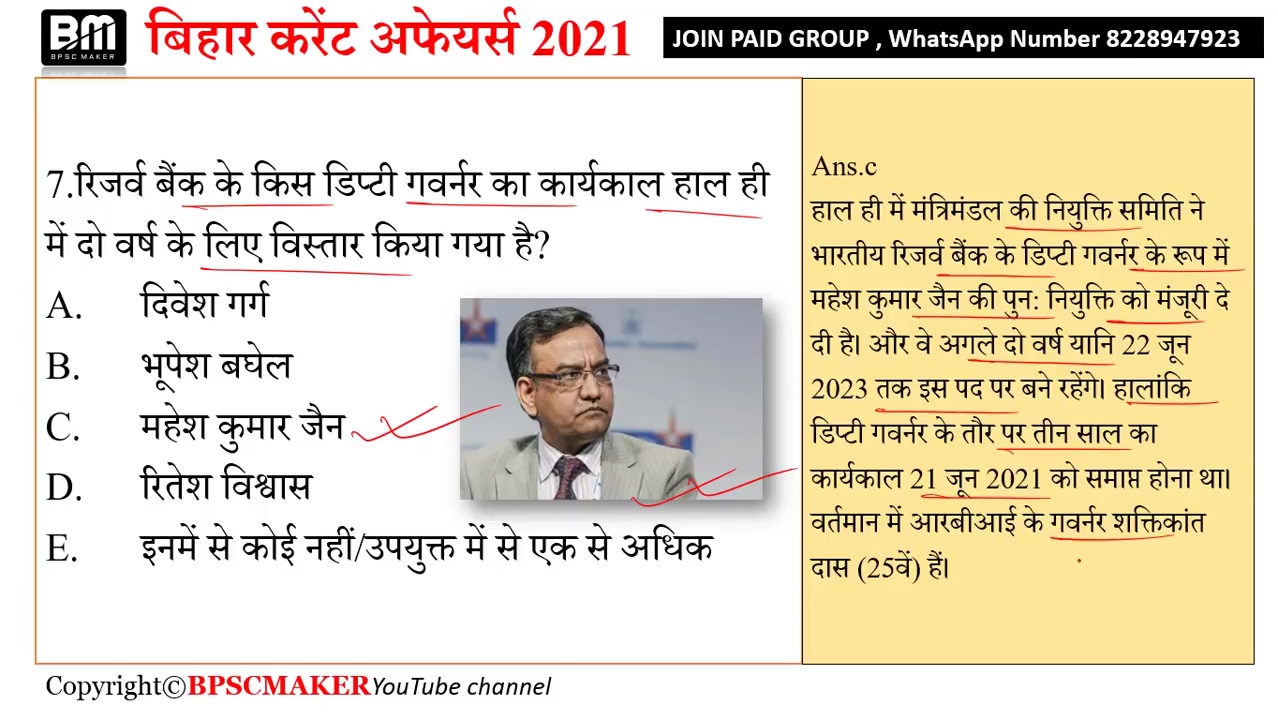 BM
BPSC MAKER
बिहार करेंट अफेयर्स 2021
JOIN PAID GROUP , WhatsApp Number 8228947923
7.रिजर्व बैंक के किस डिप्टी गवर्नर का कार्यकाल हाल ही
में दो वर्ष के लिए विस्तार किया गया है?
A. दिवेश गर्ग
B. भूपेश बघेल
C. महेश कुमार जैन
D. रितेश विश्वास
E. इनमें से कोई नहीं/उपयुक्त में से एक से अधिक
Ans.c
हाल ही में मंत्रिमंडल की नियुक्ति समिति ने
भारतीय रिजर्व बैंक के डिप्टी गवर्नर के रूप में
महेश कुमार जैन की पुन: नियुक्ति को मंजूरी दे
दी है। और वे अगले दो वर्ष यानि 22 जून
2023 तक इस पद पर बने रहेंगे। हालांकि
डिप्टी गवर्नर के तौर पर तीन साल का
कार्यकाल 21 जून 2021 को समाप्त होना था।
वर्तमान में आरबीआई के गवर्नर शक्तिकांत
दास (25वें) हैं।
Copyright©BPSCMAKERYouTube channel